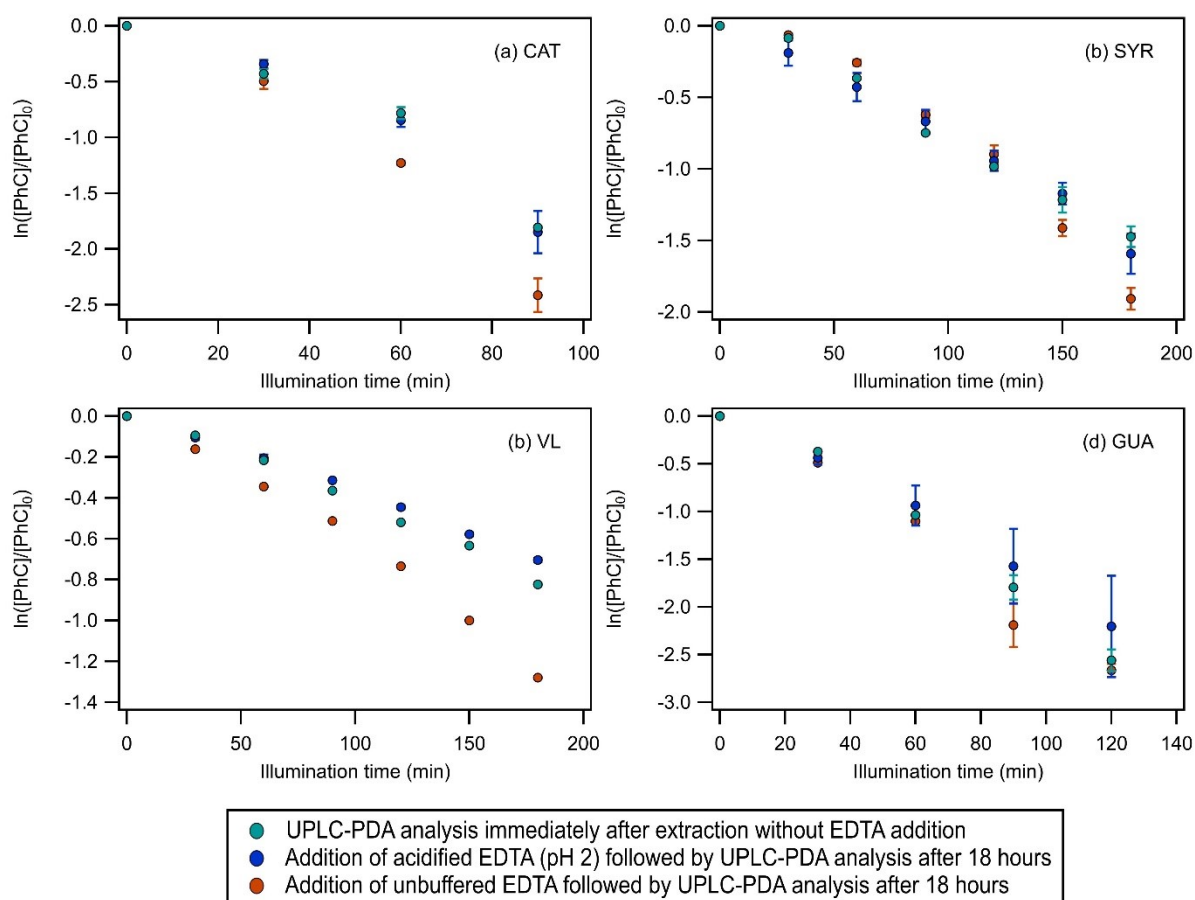 (a) CAT
0.0
-0.5
-1.0
-1.5
-2.0
-2.5
ln([PhC]/[PhC]₀)
0 20 40 60 80 100
Illumination time (min)
(b) SYR
0.0
-0.5
-1.0
-1.5
-2.0
ln([PhC]/[PhC]₀)
0 50 100 150 200
Illumination time (min)
(b) VL
0.0
-0.2
-0.4
-0.6
-0.8
-1.0
-1.2
-1.4
ln([PhC]/[PhC]₀)
0 50 100 150 200
Illumination time (min)
(d) GUA
0.0
-0.5
-1.0
-1.5
-2.0
-2.5
-3.0
ln([PhC]/[PhC]₀)
0 20 40 60 80 100 120 140
Illumination time (min)
UPLC-PDA analysis immediately after extraction without EDTA addition
Addition of acidified EDTA (pH 2) followed by UPLC-PDA analysis after 18 hours
Addition of unbuffered EDTA followed by UPLC-PDA analysis after 18 hours